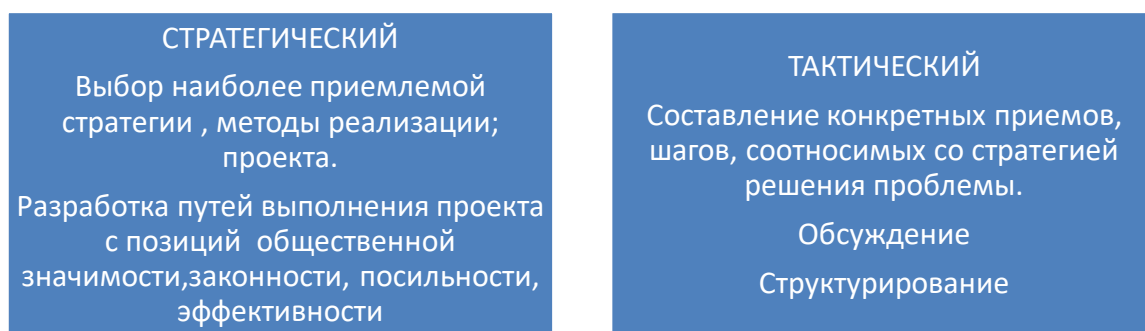 СТРАТЕГИЧЕСКИЙ
Выбор наиболее приемлемой
стратегии , методы реализации;
проекта.
Разработка путей выполнения проекта
с позиций общественной
значимости,законности, посильности,
эффективности
ТАКТИЧЕСКИЙ
Составление конкретных приемов,
шагов, соотносимых со стратегией
решения проблемы.
Обсуждение
Структурирование